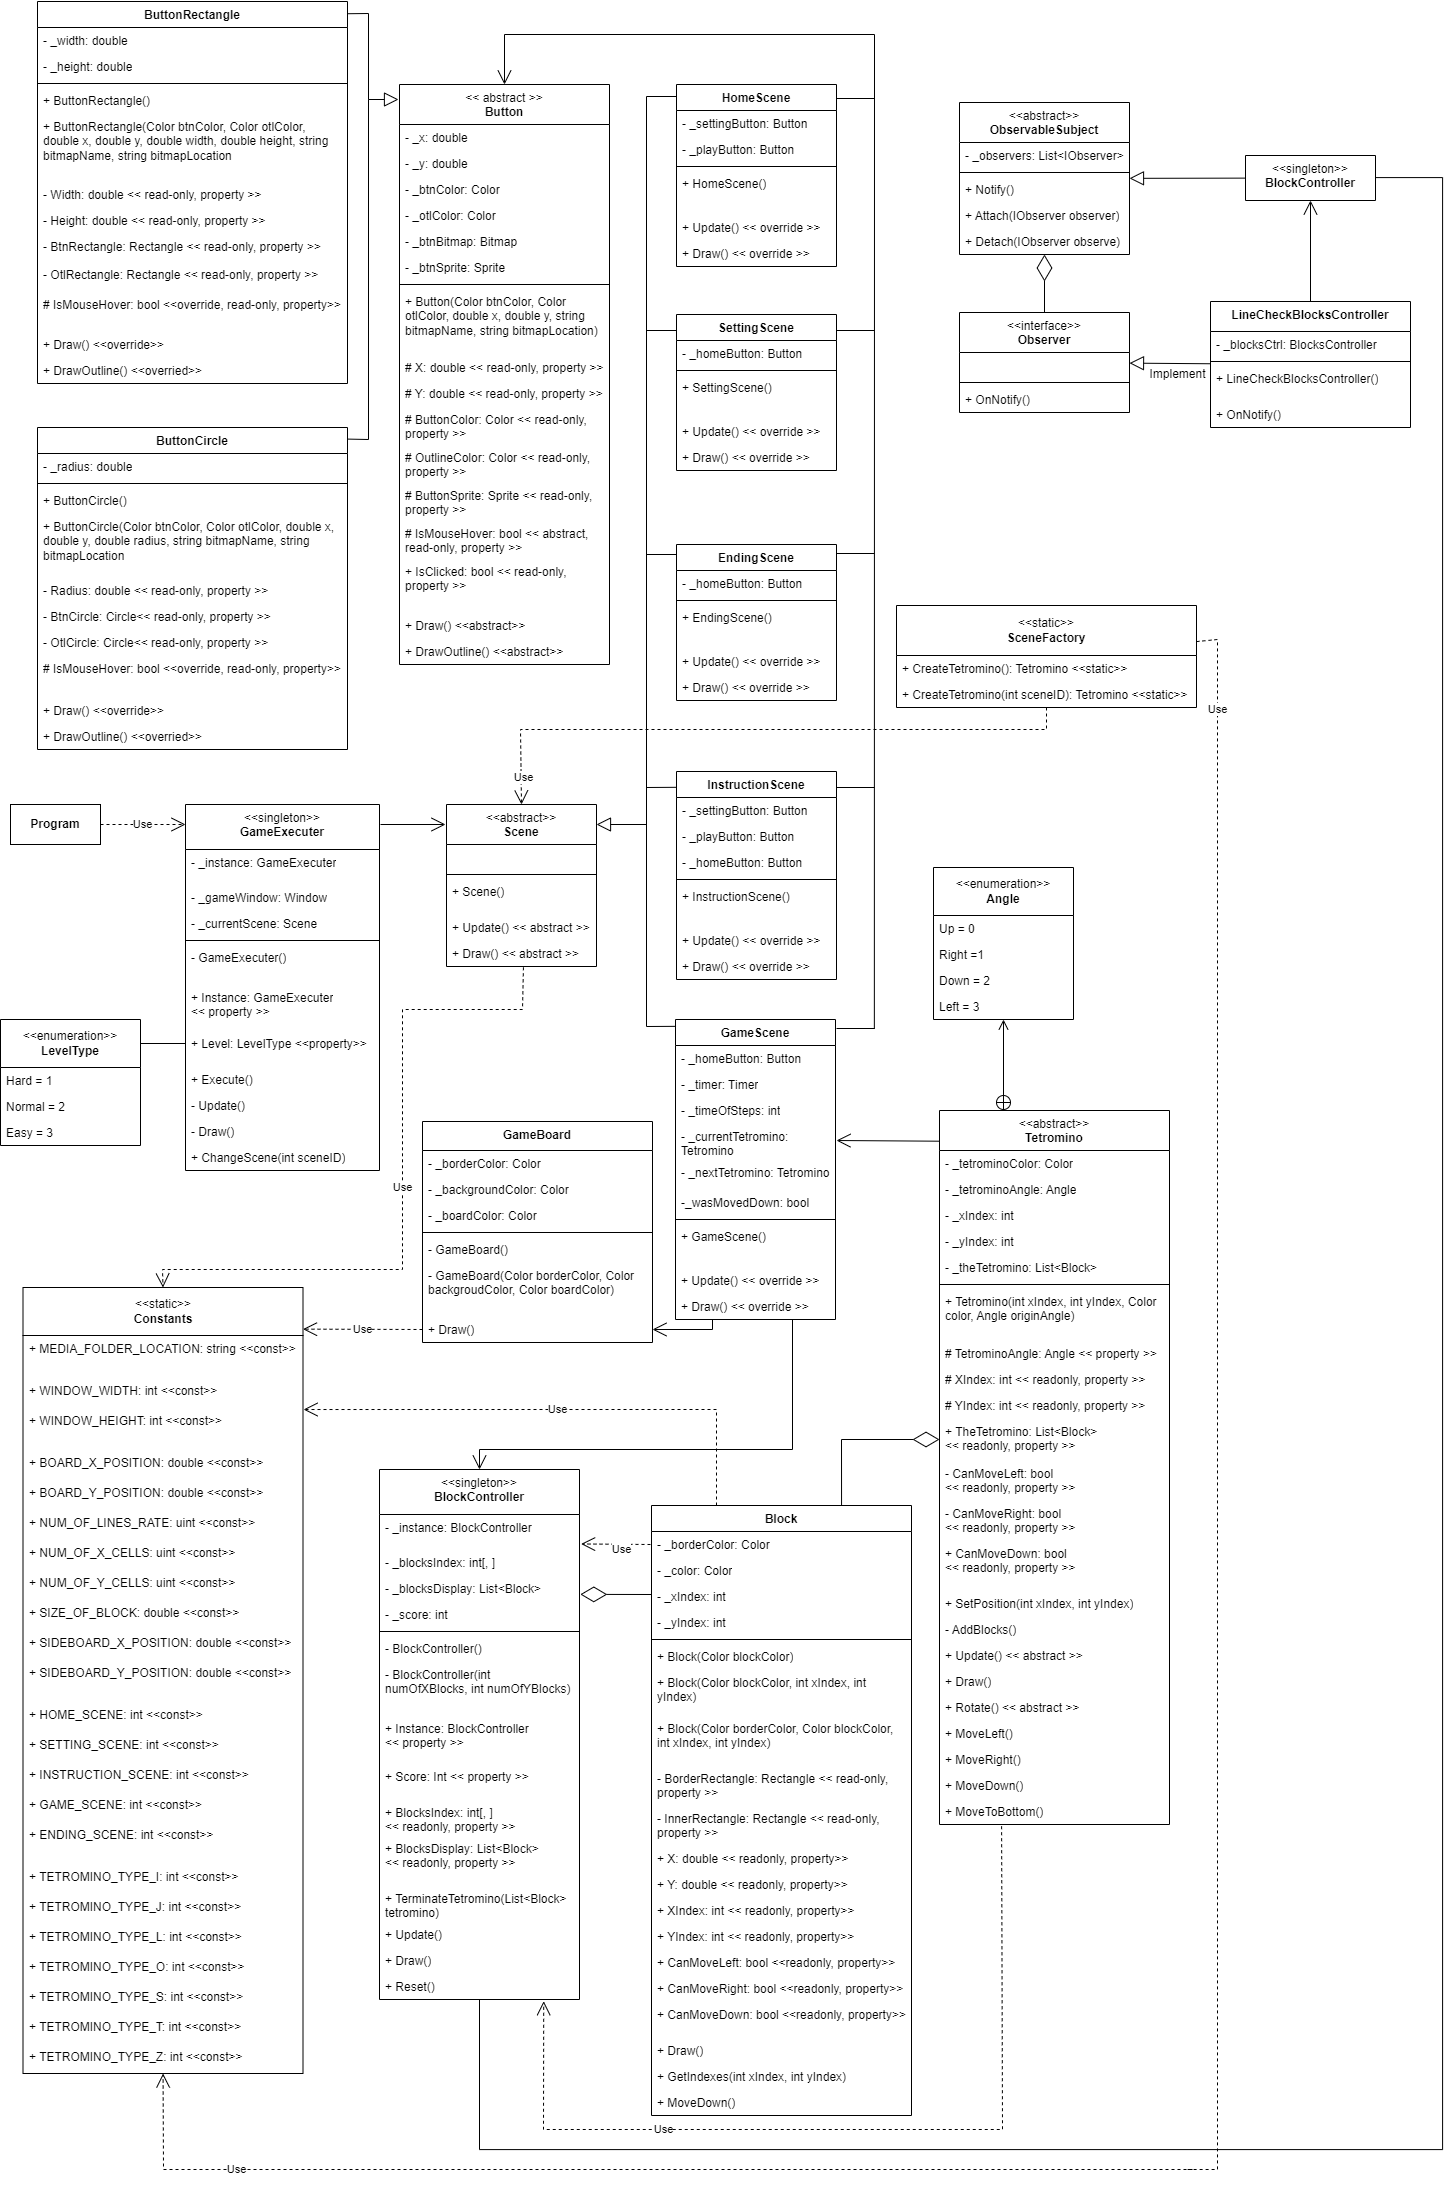 ButtonRectangle
- _width: double
- _height: double
+ ButtonRectangle()
+ ButtonRectangle(Color btnColor, Color otlColor,
double x, double y, double width, double height, string
bitmapName, string bitmapLocation
- Width: double << read-only, property >>
- Height: double << read-only, property >>
- BtnRectangle: Rectangle << read-only, property >>
- OtlRectangle: Rectangle << read-only, property >>
# IsMouseHover: bool <<override, read-only, property>>
+ Draw() <<override>>
+ DrawOutline() <<overried>>
ButtonCircle
- _radius: double
+ ButtonCircle()
+ ButtonCircle(Color btnColor, Color otlColor, double x,
double y, double radius, string bitmapName, string
bitmapLocation
- Radius: double << read-only, property >>
- BtnCircle: Circle<< read-only, property >>
- OtlCircle: Circle<< read-only, property >>
# IsMouseHover: bool <<override, read-only, property>>
+ Draw() <<override>>
+ DrawOutline() <<overried>>
<< abstract >>
Button
- _x: double
- _y: double
- _btnColor: Color
- _otlColor: Color
- _btnBitmap: Bitmap
- _btnSprite: Sprite
+ Button(Color btnColor, Color
otlColor, double x, double y, string
bitmapName, string bitmapLocation)
# X: double << read-only, property >>
# Y: double << read-only, property >>
# ButtonColor: Color << read-only,
property >>
# OutlineColor: Color << read-only,
property >>
# ButtonSprite: Sprite << read-only,
property >>
# IsMouseHover: bool << abstract,
read-only, property >>
+ IsClicked: bool << read-only,
property >>
+ Draw() <<abstract>>
+ DrawOutline() <<abstract>>
HomeScene
- _settingButton: Button
- _playButton: Button
+ HomeScene()
+ Update() << override >>
+ Draw() << override >>
SettingScene
- _homeButton: Button
+ SettingScene()
+ Update() << override >>
+ Draw() << override >>
EndingScene
- _homeButton: Button
+ EndingScene()
+ Update() << override >>
+ Draw() << override >>
InstructionScene
- _settingButton: Button
- _playButton: Button
- _homeButton: Button
+ InstructionScene()
+ Update() << override >>
+ Draw() << override >>
GameScene
- _homeButton: Button
- _timer: Timer
- _timeOfSteps: int
- _currentTetromino:
Tetromino
- _nextTetromino: Tetromino
-_wasMovedDown: bool
+ GameScene()
+ Update() << override >>
+ Draw() << override >>
<<abstract>>
ObservableSubject
- _observers: List<IObserver>
+ Notify()
+ Attach(IObserver observer)
+ Detach(IObserver observe)
<<singleton>>
BlockController
<<interface>>
Observer
+ OnNotify()
Implement
LineCheckBlocksController
- _blocksCtrl: BlocksController
+ LineCheckBlocksController()
+ OnNotify()
<<static>>
SceneFactory
+ CreateTetromino(): Tetromino <<static>>
+ CreateTetromino(int sceneID): Tetromino <<static>>
Use
Use
Program
Use
<<singleton>>
GameExecuter
- _instance: GameExecuter
- _gameWindow: Window
- _currentScene: Scene
- GameExecuter()
+ Instance: GameExecuter
<< property >>
+ Level: LevelType <<property>>
+ Execute()
- Update()
- Draw()
+ ChangeScene(int sceneID)
<<abstract>>
Scene
+ Scene()
+ Update() << abstract >>
+ Draw() << abstract >>
<<enumeration>>
LevelType
Hard = 1
Normal = 2
Easy = 3
<<enumeration>>
Angle
Up = 0
Right =1
Down = 2
Left = 3
Use
GameBoard
- _borderColor: Color
- _backgroundColor: Color
- _boardColor: Color
- GameBoard()
- GameBoard(Color borderColor, Color
backgroudColor, Color boardColor)
+ Draw()
Use
<<abstract>>
Tetromino
- _tetrominoColor: Color
- _tetrominoAngle: Angle
- _xIndex: int
- _yIndex: int
- _theTetromino: List<Block>
+ Tetromino(int xIndex, int yIndex, Color
color, Angle originAngle)
# TetrominoAngle: Angle << property >>
# XIndex: int << readonly, property >>
# YIndex: int << readonly, property >>
+ TheTetromino: List<Block>
<< readonly, property >>
- CanMoveLeft: bool
<< readonly, property >>
- CanMoveRight: bool
<< readonly, property >>
+ CanMoveDown: bool
<< readonly, property >>
+ SetPosition(int xIndex, int yIndex)
- AddBlocks()
+ Update() << abstract >>
+ Draw()
+ Rotate() << abstract >>
+ MoveLeft()
+ MoveRight()
+ MoveDown()
+ MoveToBottom()
<<static>>
Constants
+ MEDIA_FOLDER_LOCATION: string <<const>>
+ WINDOW_WIDTH: int <<const>>
+ WINDOW_HEIGHT: int <<const>>
+ BOARD_X_POSITION: double <<const>>
+ BOARD_Y_POSITION: double <<const>>
+ NUM_OF_LINES_RATE: uint <<const>>
+ NUM_OF_X_CELLS: uint <<const>>
+ NUM_OF_Y_CELLS: uint <<const>>
+ SIZE_OF_BLOCK: double <<const>>
+ SIDEBOARD_X_POSITION: double <<const>>
+ SIDEBOARD_Y_POSITION: double <<const>>
+ HOME_SCENE: int <<const>>
+ SETTING_SCENE: int <<const>>
+ INSTRUCTION_SCENE: int <<const>>
+ GAME_SCENE: int <<const>>
+ ENDING_SCENE: int <<const>>
+ TETROMINO_TYPE_I: int <<const>>
+ TETROMINO_TYPE_J: int <<const>>
+ TETROMINO_TYPE_L: int <<const>>
+ TETROMINO_TYPE_O: int <<const>>
+ TETROMINO_TYPE_S: int <<const>>
+ TETROMINO_TYPE_T: int <<const>>
+ TETROMINO_TYPE_Z: int <<const>>
Use
<<singleton>>
BlockController
- _instance: BlockController
- _blocksIndex: int[, ]
- _blocksDisplay: List<Block>
- _score: int
- BlockController()
- BlockController(int
numOfXBlocks, int numOfYBlocks)
+ Instance: BlockController
<< property >>
+ Score: Int << property >>
+ BlocksIndex: int[, ]
<< readonly, property >>
+ BlocksDisplay: List<Block>
<< readonly, property >>
+ TerminateTetromino(List<Block>
tetromino)
+ Update()
+ Draw()
+ Reset()
Use
Block
- _borderColor: Color
- _color: Color
- _xIndex: int
- _yIndex: int
+ Block(Color blockColor)
+ Block(Color blockColor, int xIndex, int
yIndex)
+ Block(Color borderColor, Color blockColor,
int xIndex, int yIndex)
- BorderRectangle: Rectangle << read-only,
property >>
- InnerRectangle: Rectangle << read-only,
property >>
+ X: double << readonly, property>>
+ Y: double << readonly, property>>
+ XIndex: int << readonly, property>>
+ YIndex: int << readonly, property>>
+ CanMoveLeft: bool <<readonly, property>>
+ CanMoveRight: bool <<readonly, property>>
+ CanMoveDown: bool <<readonly, property>>
+ Draw()
+ GetIndexes(int xIndex, int yIndex)
+ MoveDown()
Use
Use